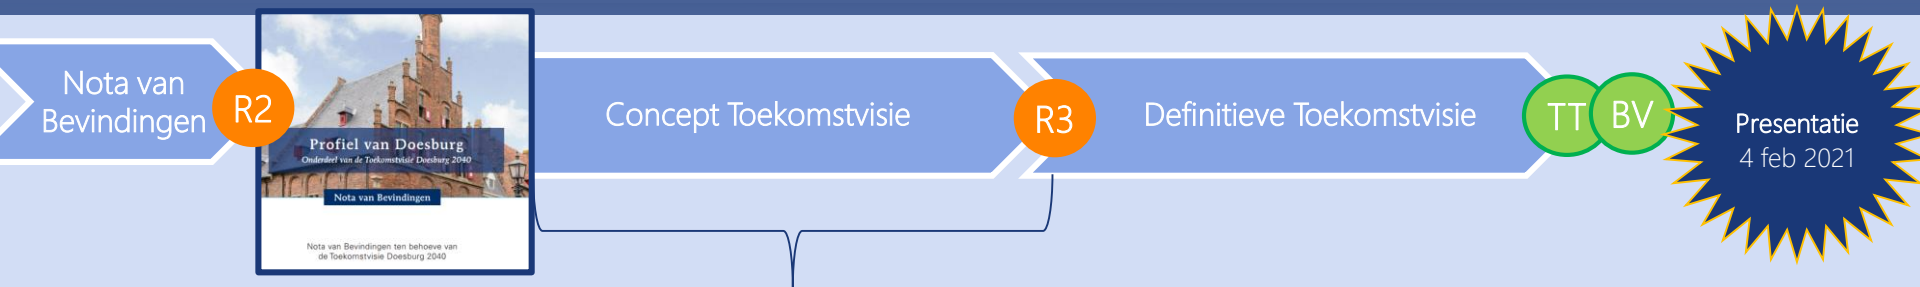 Nota van
Bevindingen
R2
Profiel van Doesburg
Onderdeel van de Toekomstvisie Doesburg 2040
Nota van Bevindingen
Nota van Bevindingen ten behoeve van
de Toekomstvisie Doesburg 2040
Concept Toekomstvisie
R3
Definitieve Toekomstvisie
TT
BV
Presentatie
4 feb 2021